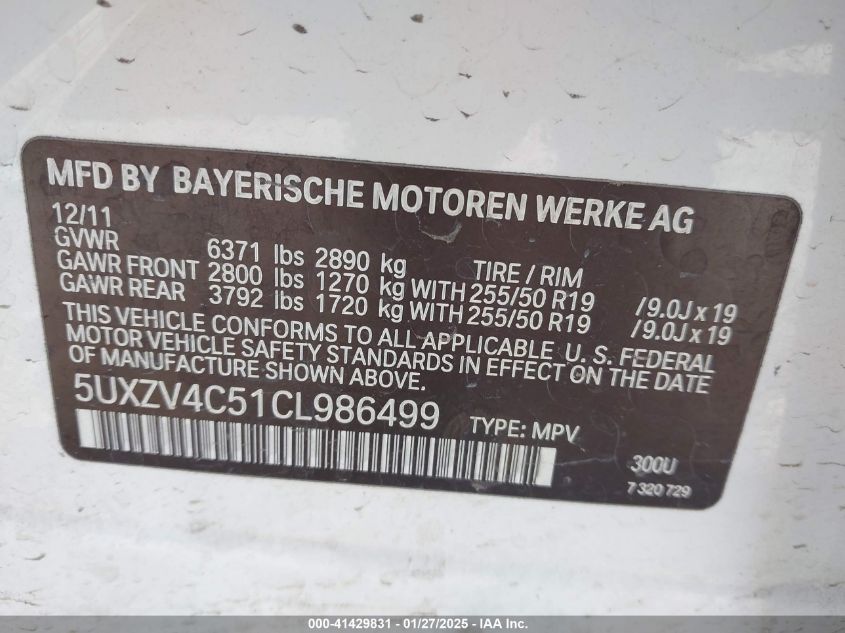 MFD BY BAYERISCHE MOTOREN WERKE AG
12/11
GVWR 6371 lbs 2890 kg TIRE / RIM
GAWR FRONT 2800 lbs 1270 kg WITH 255/50 R19 /9.0J x 19
GAWR REAR 3792 lbs 1720 kg WITH 255/50 R19 /9.0J x 19
THIS VEHICLE CONFORMS TO ALL APPLICABLE U. S. FEDERAL
MOTOR VEHICLE SAFETY STANDARDS IN EFFECT ON THE DATE
OF MANUFACTURE SHOWN ABOVE.
5UXZV4C51CL986499 TYPE: MPV
300U
7 320 729
000-41429831 - 01/27/2025 - IAA Inc.